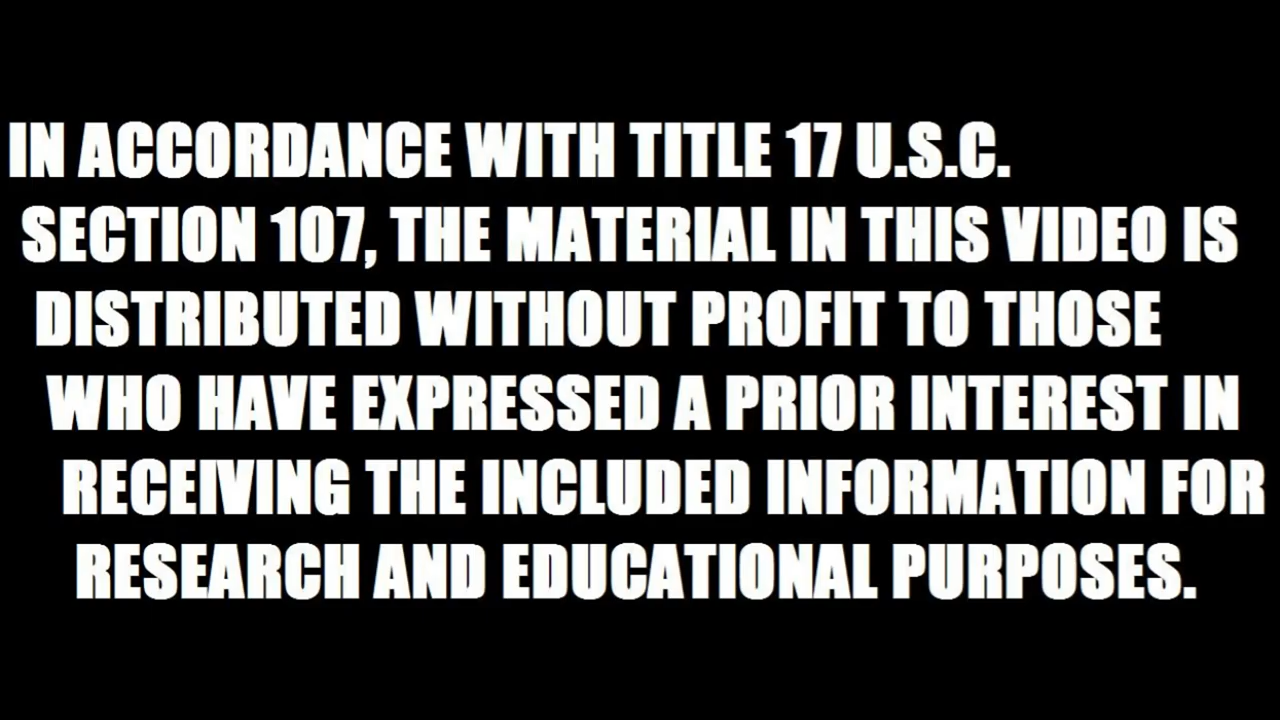 IN ACCORDANCE WITH TITLE 17 U.S.C.
SECTION 107, THE MATERIAL IN THIS VIDEO IS
DISTRIBUTED WITHOUT PROFIT TO THOSE
WHO HAVE EXPRESSED A PRIOR INTEREST IN
RECEIVING THE INCLUDED INFORMATION FOR
RESEARCH AND EDUCATIONAL PURPOSES.